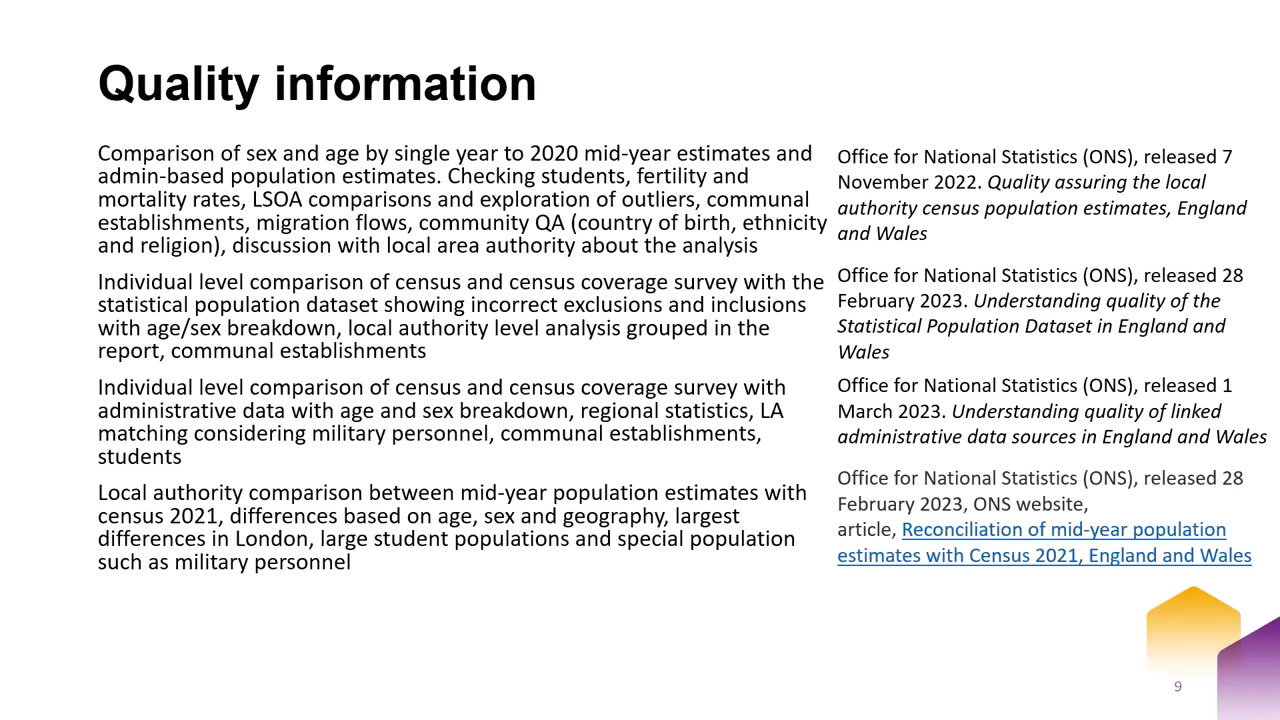 Quality information
Comparison of sex and age by single year to 2020 mid-year estimates and
admin-based population estimates. Checking students, fertility and
mortality rates, LSOA comparisons and exploration of outliers, communal
establishments, migration flows, community QA (country of birth, ethnicity
and religion), discussion with local area authority about the analysis
Individual level comparison of census and census coverage survey with the
statistical population dataset showing incorrect exclusions and inclusions
with age/sex breakdown, local authority level analysis grouped in the
report, communal establishments
Individual level comparison of census and census coverage survey with
administrative data with age and sex breakdown, regional statistics, LA
matching considering military personnel, communal establishments,
students
Local authority comparison between mid-year population estimates with
census 2021, differences based on age, sex and geography, largest
differences in London, large student populations and special population
such as military personnel
Office for National Statistics (ONS), released 7
November 2022. Quality assuring the local
authority census population estimates, England
and Wales
Office for National Statistics (ONS), released 28
February 2023. Understanding quality of the
Statistical Population Dataset in England and
Wales
Office for National Statistics (ONS), released 1
March 2023. Understanding quality of linked
administrative data sources in England and Wales
Office for National Statistics (ONS), released 28
February 2023, ONS website,
article, Reconciliation of mid-year population
estimates with Census 2021, England and Wales
9